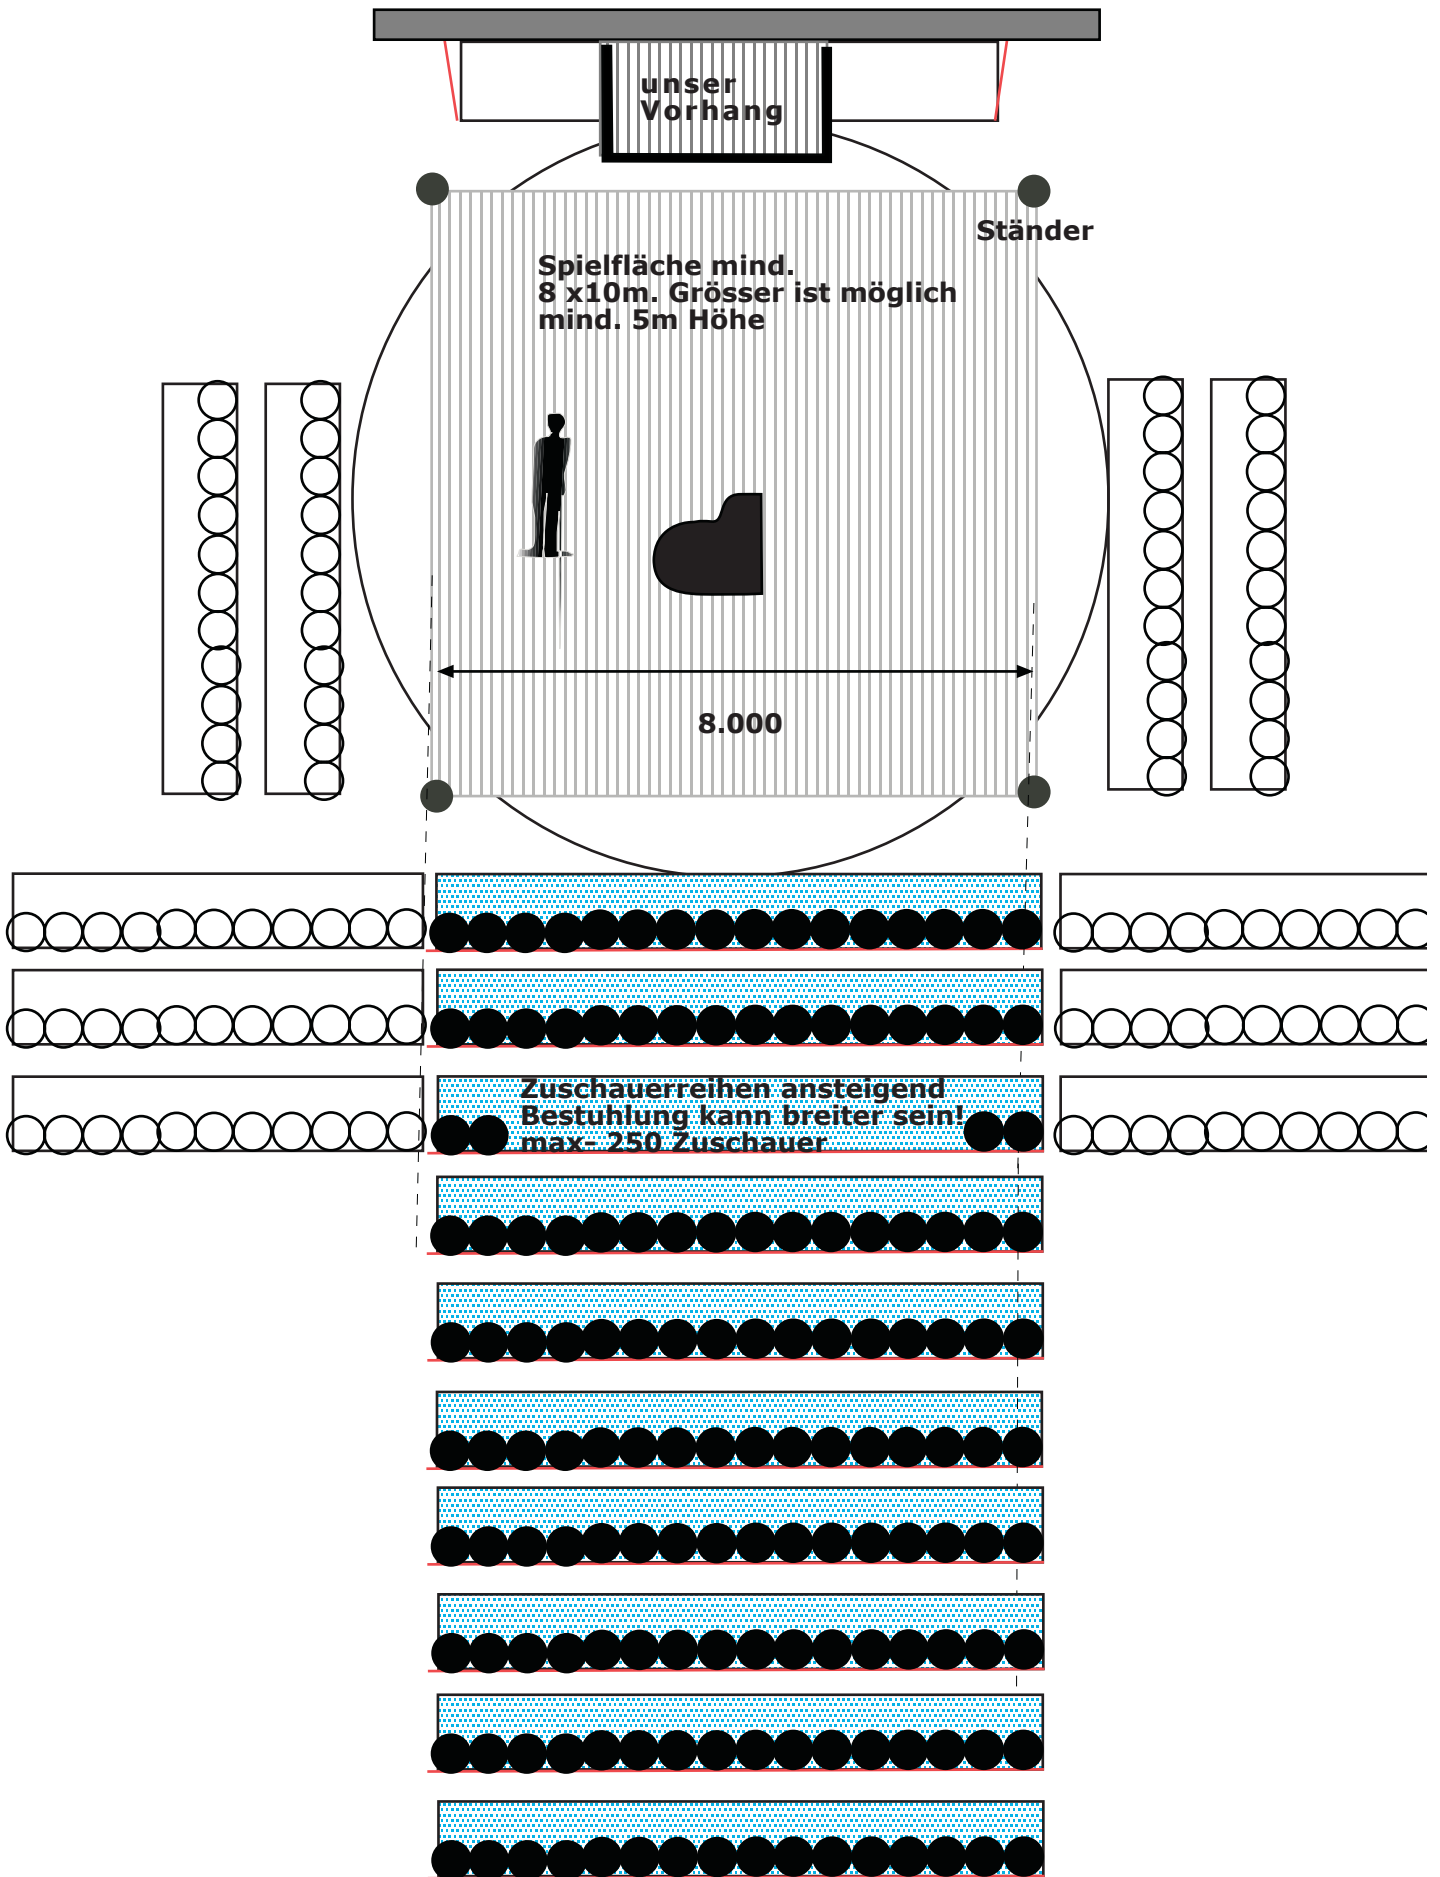 unser
Vorhang
Ständer
Spielfläche mind.
8 x10m. Grösser ist möglich
mind. 5m Höhe
8.000
Zuschauerreihen ansteigend
Bestuhlung kann breiter sein!
max– 250 Zuschauer